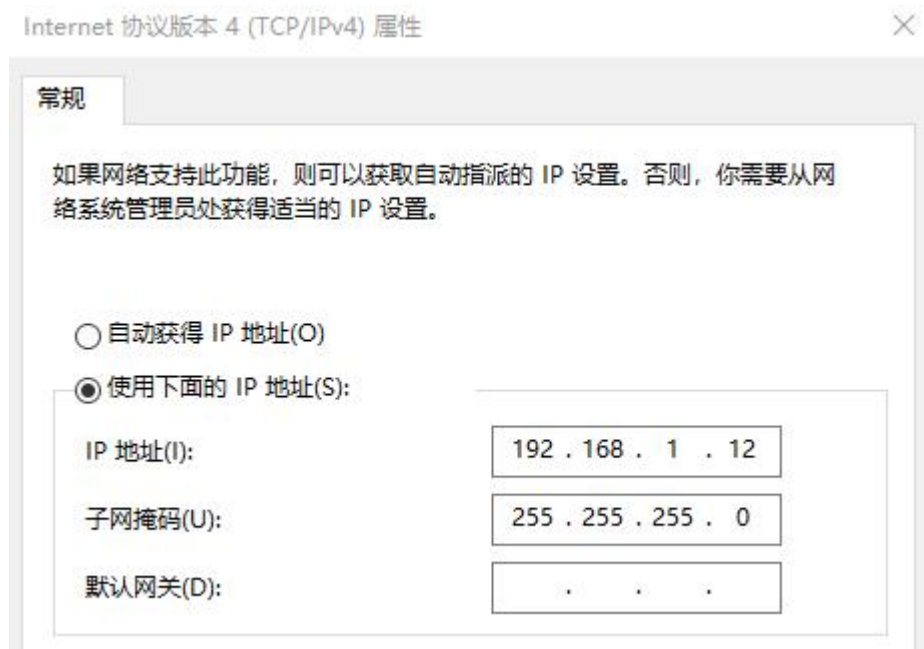 Internet 协议版本 4 (TCP/IPv4) 属性
常规
如果网络支持此功能，则可以获取自动指派的 IP 设置。否则，你需要从网
络系统管理员处获得适当的 IP 设置。
自动获得 IP 地址(O)
使用下面的 IP 地址(S):
IP 地址(I): 192 . 168 . 1 . 12
子网掩码(U): 255 . 255 . 255 . 0
默认网关(D): . . .